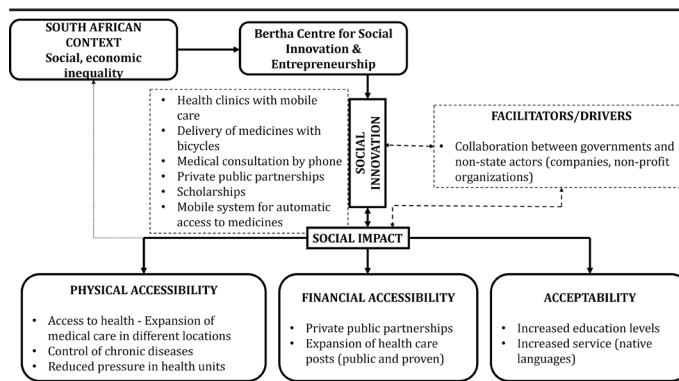 SOUTH AFRICAN
CONTEXT
Social, economic
inequality
Bertha Centre for Social
Innovation &
Entrepreneurship
• Health clinics with mobile
care
• Delivery of medicines with
bicycles
• Medical consultation by phone
• Private public partnerships
• Scholarships
• Mobile system for automatic
access to medicines
SOCIAL
INNOVATION
FACILITATORS/DRIVERS
• Collaboration between governments and
non-state actors (companies, non-profit
organizations)
SOCIAL IMPACT
PHYSICAL ACCESSIBILITY
• Access to health - Expansion of
medical care in different locations
• Control of chronic diseases
• Reduced pressure in health units
FINANCIAL ACCESSIBILITY
• Private public partnerships
• Expansion of health care
posts (public and proven)
ACCEPTABILITY
• Increased education levels
• Increased service (native
languages)